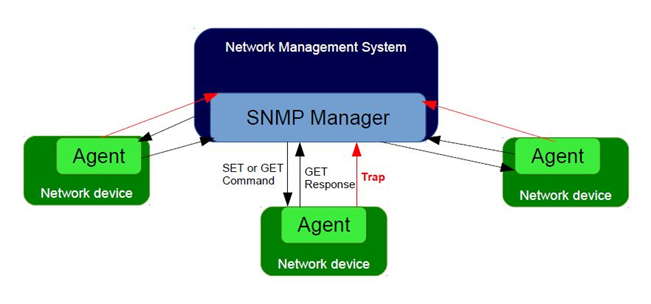 Network Management System
SNMP Manager
Agent
Network device
SET or GET
Command
GET
Response
Trap
Agent
Network device
Agent
Network device